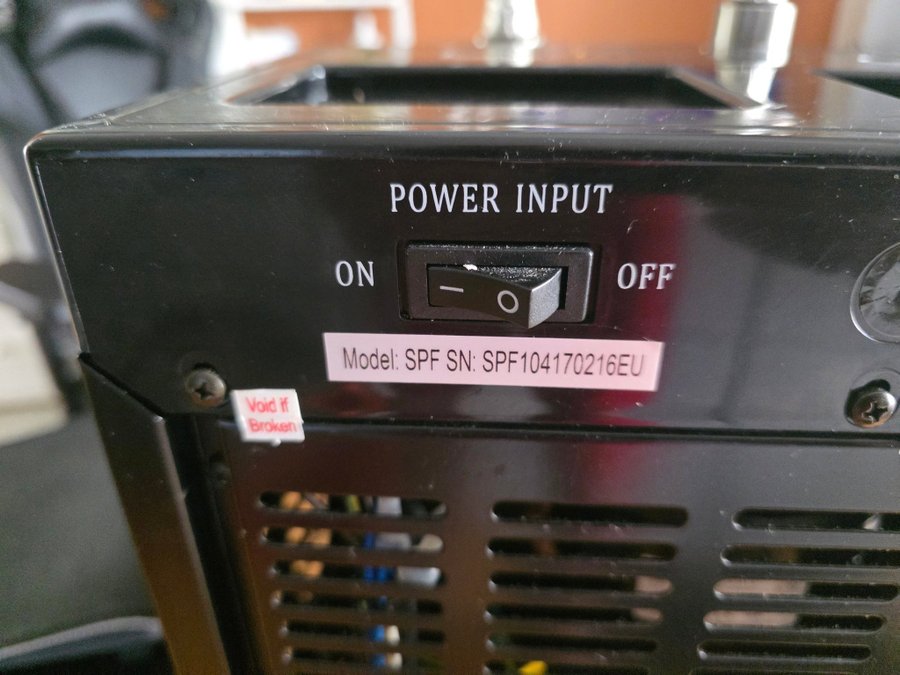 POWER INPUT
ON OFF
Model: SPF SN: SPF104170216EU
Void if
Broken